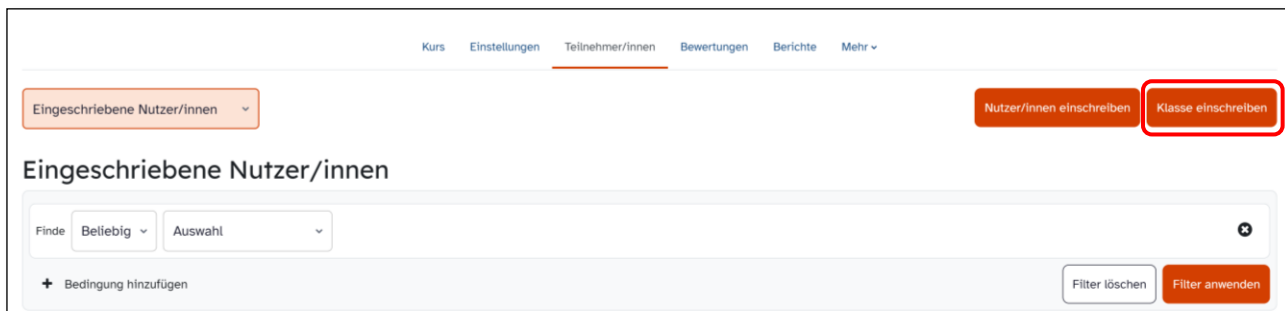 Kurs Einstellungen Teilnehmer/innen Bewertungen Berichte Mehr
Eingeschriebene Nutzer/innen Nutzer/innen einschreiben Klasse einschreiben
Eingeschriebene Nutzer/innen
Finde Beliebig Auswahl
Bedingung hinzufügen Filter löschen Filter anwenden